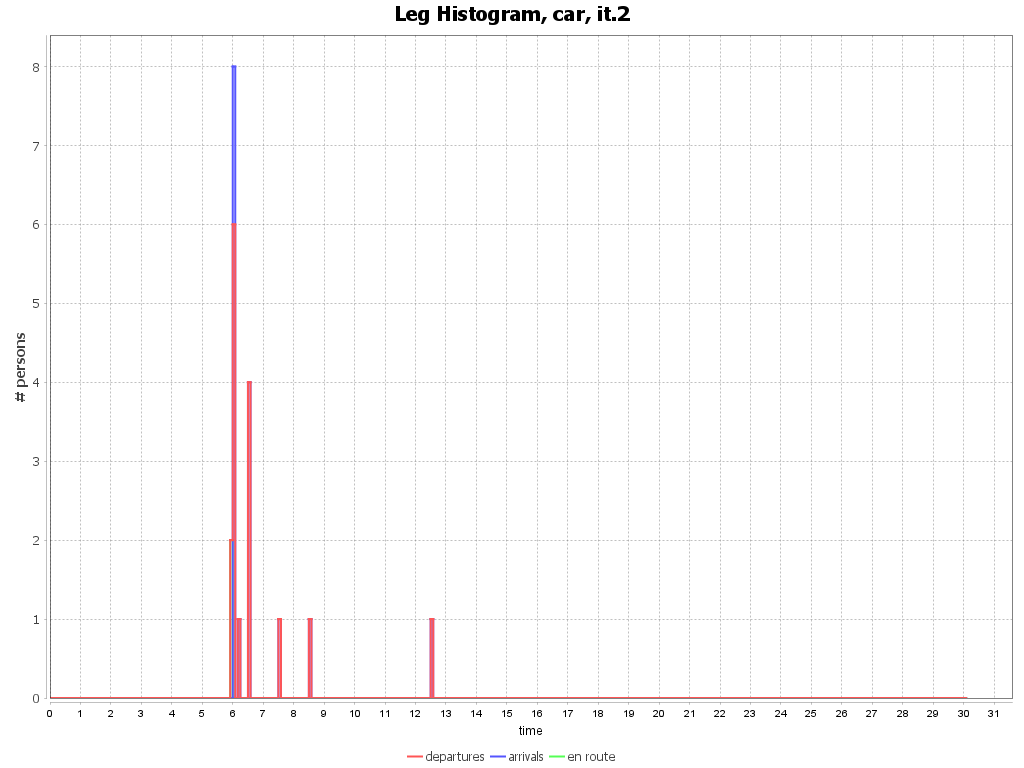 Leg Histogram, car, it.2
8
7
6
5
4
3
2
1
0
# persons
0 1 2 3 4 5 6 7 8 9 10 11 12 13 14 15 16 17 18 19 20 21 22 23 24 25 26 27 28 29 30 31
time
departures arrivals en route